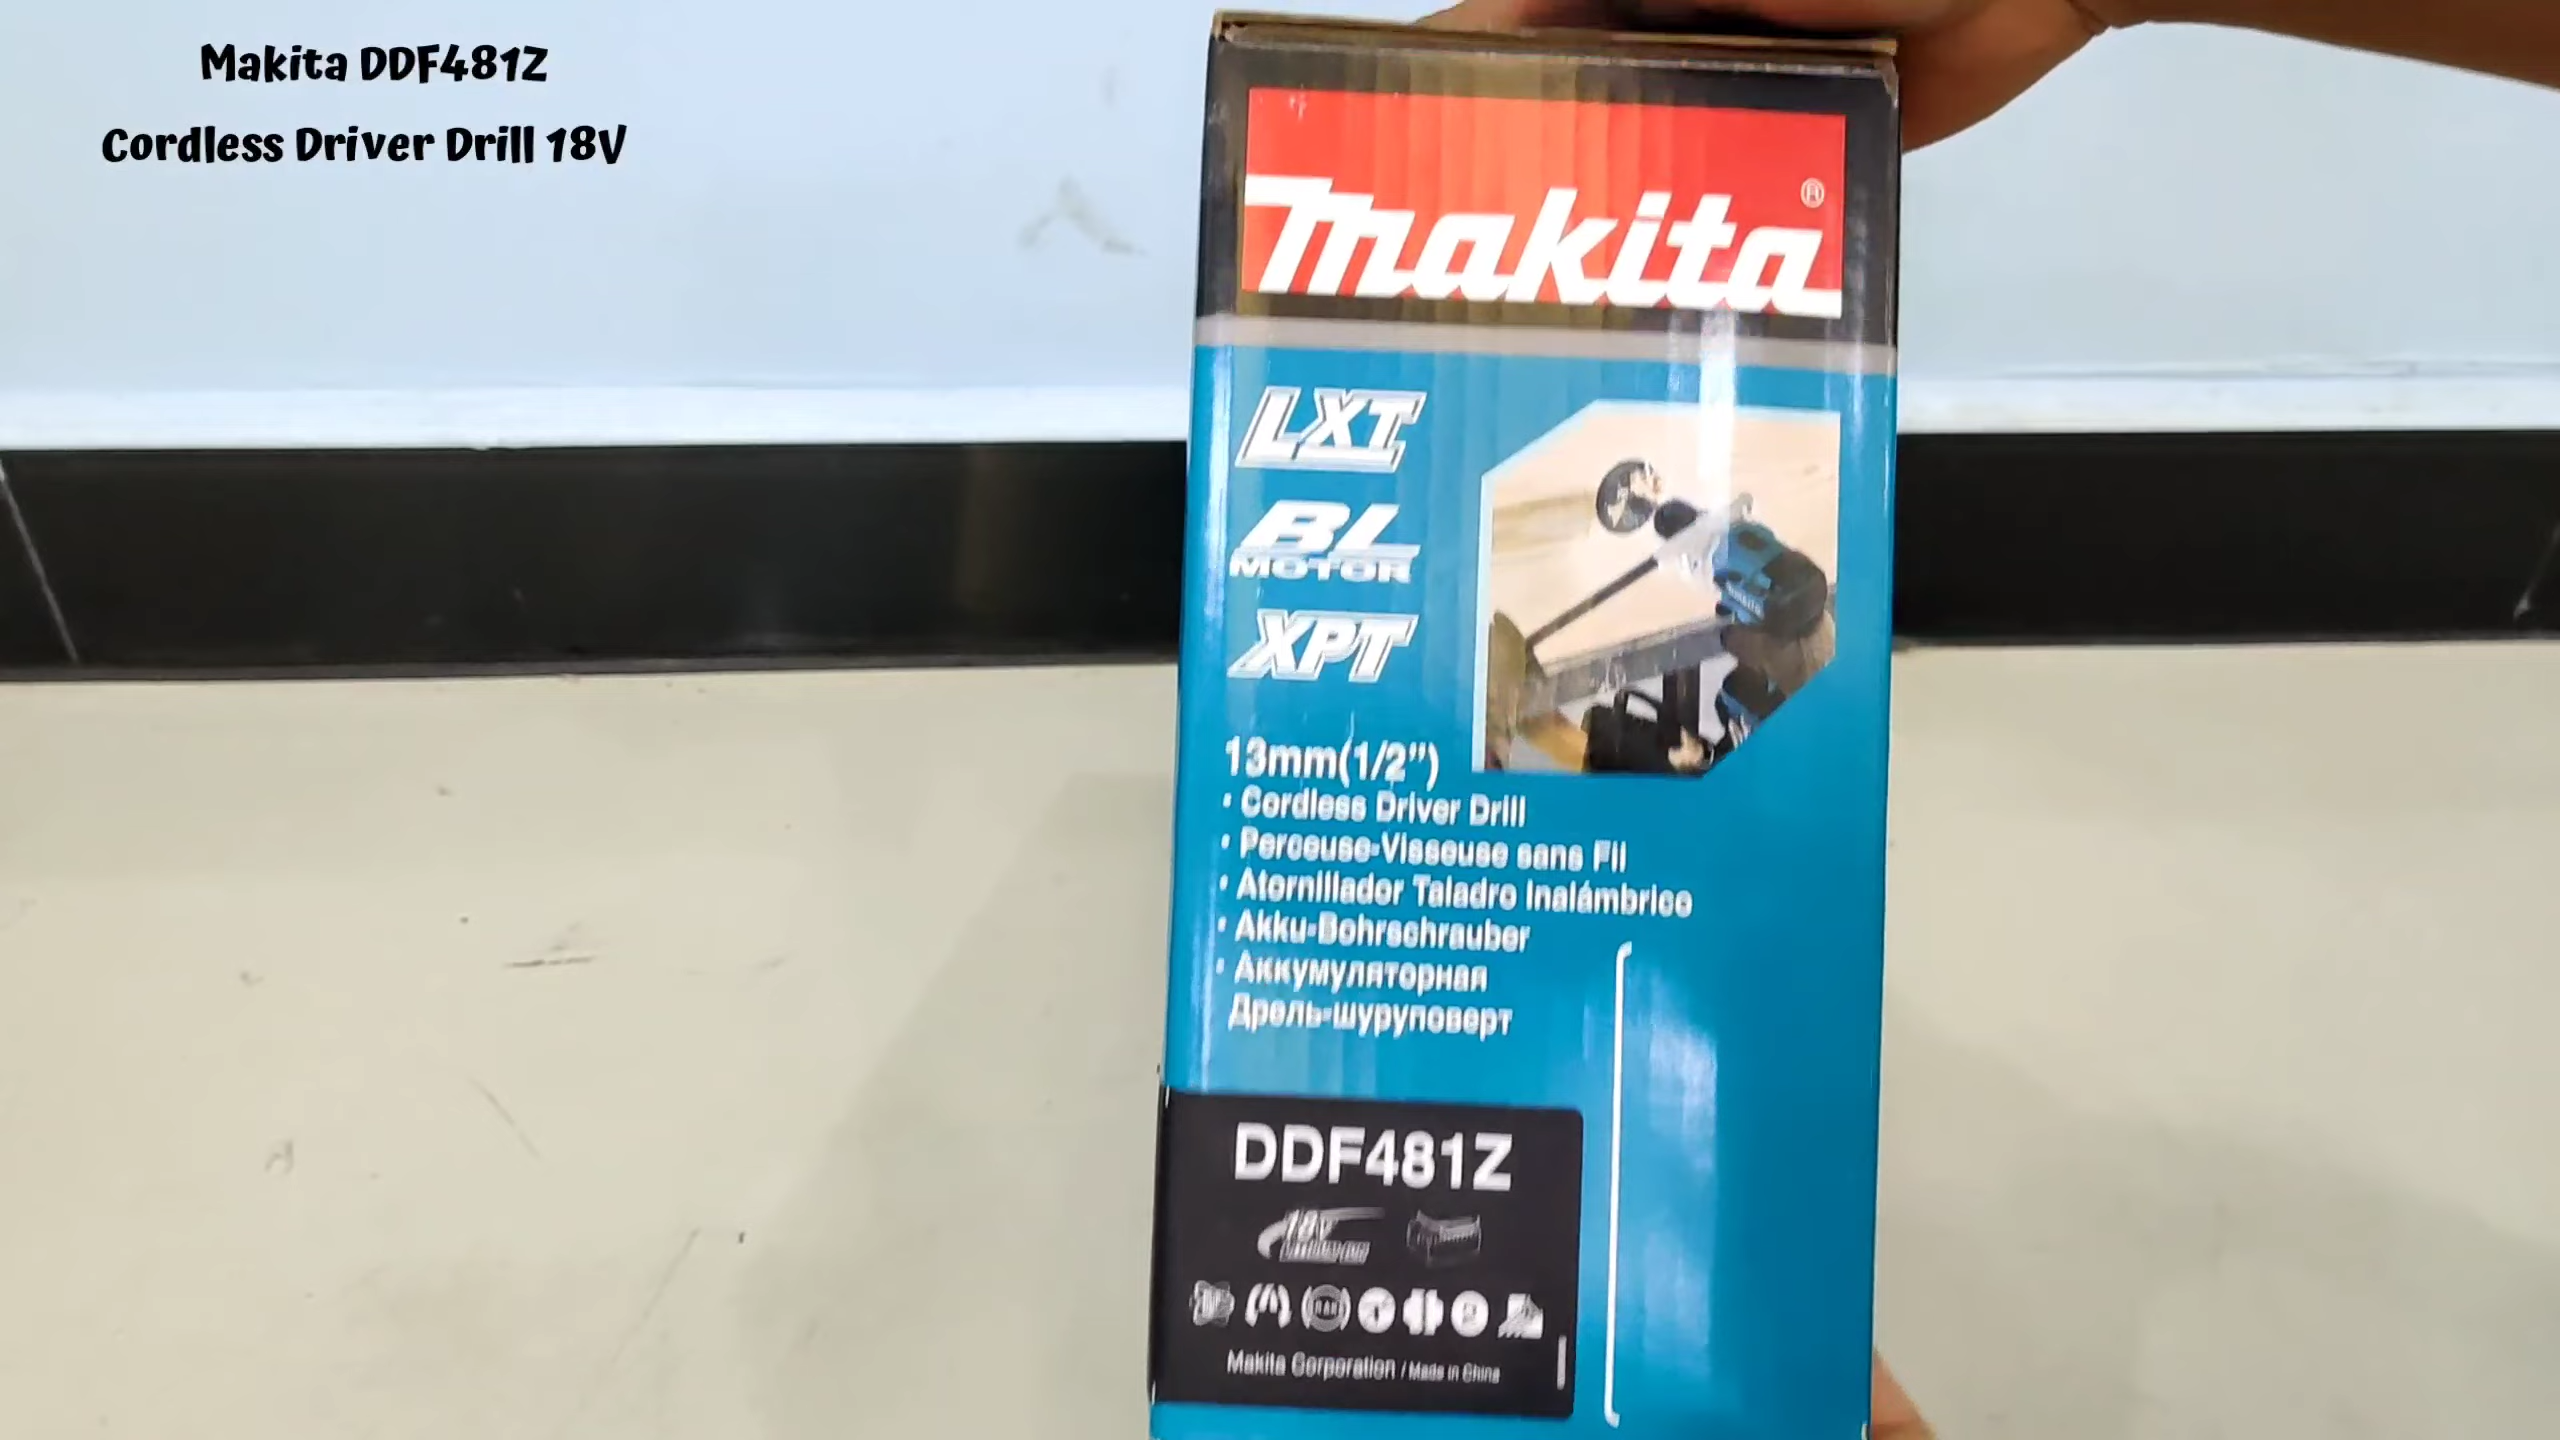 Makita DDF481Z
Cordless Driver Drill 18V
makita®
LXT
BL
MOTOR
XPT
13mm(1/2")
· Cordless Driver Drill
· Perceuse-Visseuse sans Fil
· Atornillador Taladro Inalámbrico
· Akku-Bohrschrauber
· Аккумуляторная
Дрель-шуруповерт
DDF481Z
18V
Makita Corporation / Made in China